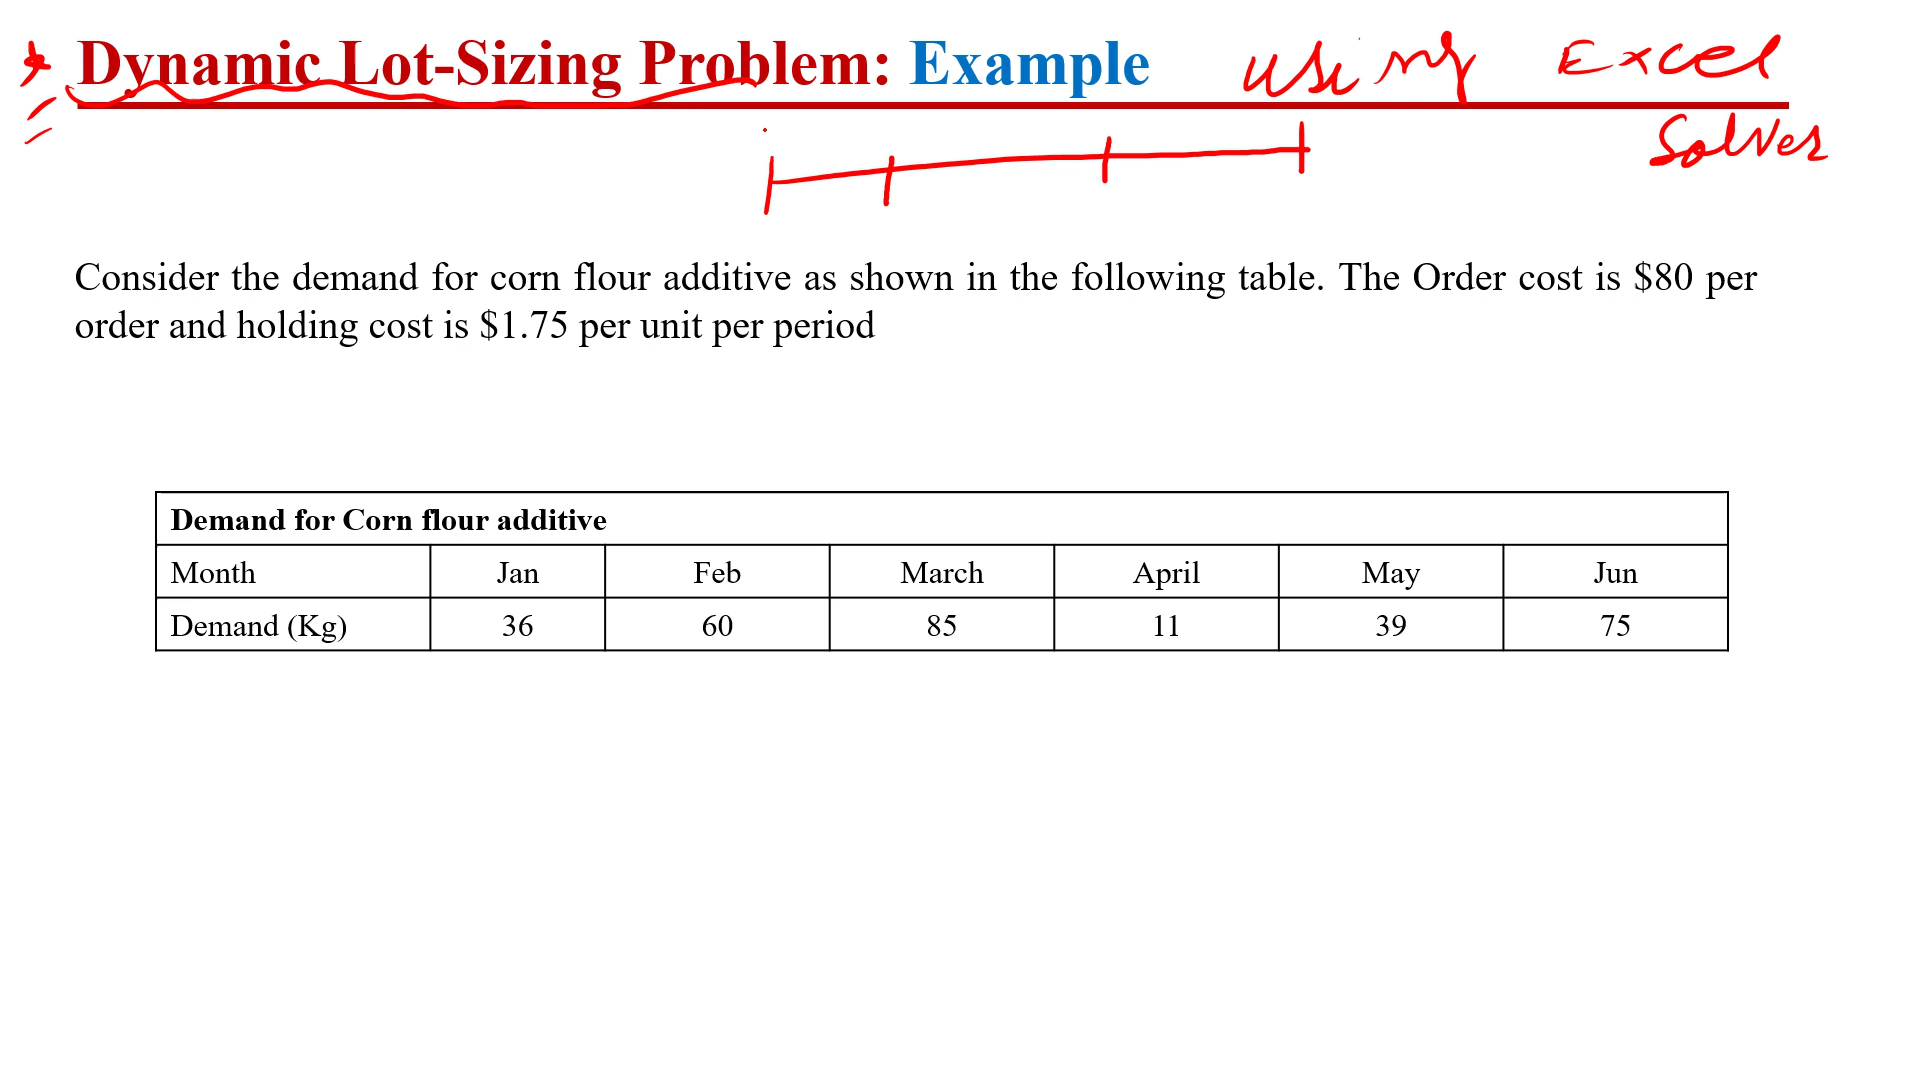 Dynamic Lot-Sizing Problem: Example using Excel
Solver
Consider the demand for corn flour additive as shown in the following table. The Order cost is $80 per
order and holding cost is $1.75 per unit per period
Demand for Corn flour additive
Month Jan Feb March April May Jun
Demand (Kg) 36 60 85 11 39 75